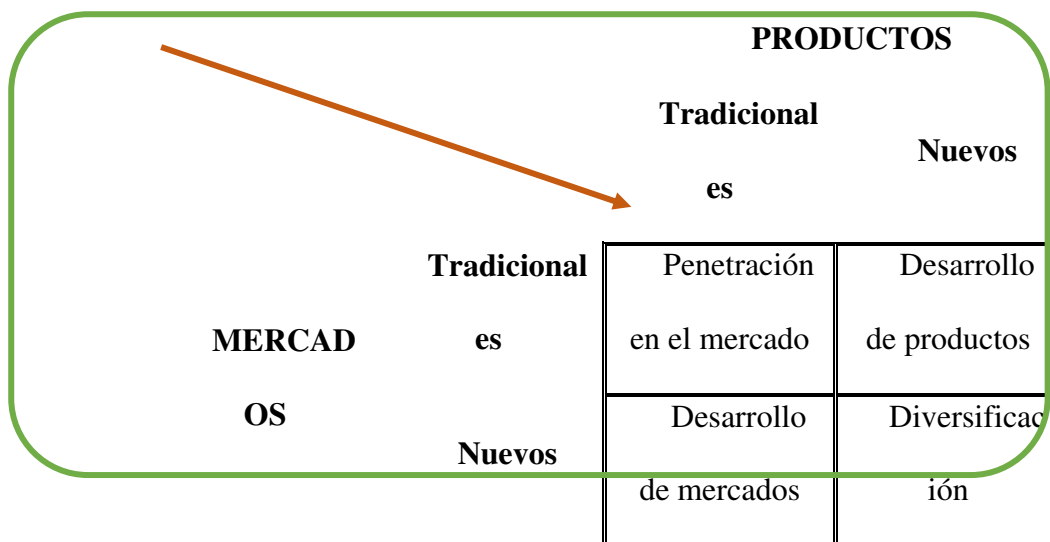 PRODUCTOS
Tradicional
es
Nuevos
Tradicional
es
Penetración
en el mercado
Desarrollo
de productos
MERCAD
OS
Nuevos
Desarrollo
de mercados
Diversificac
ión